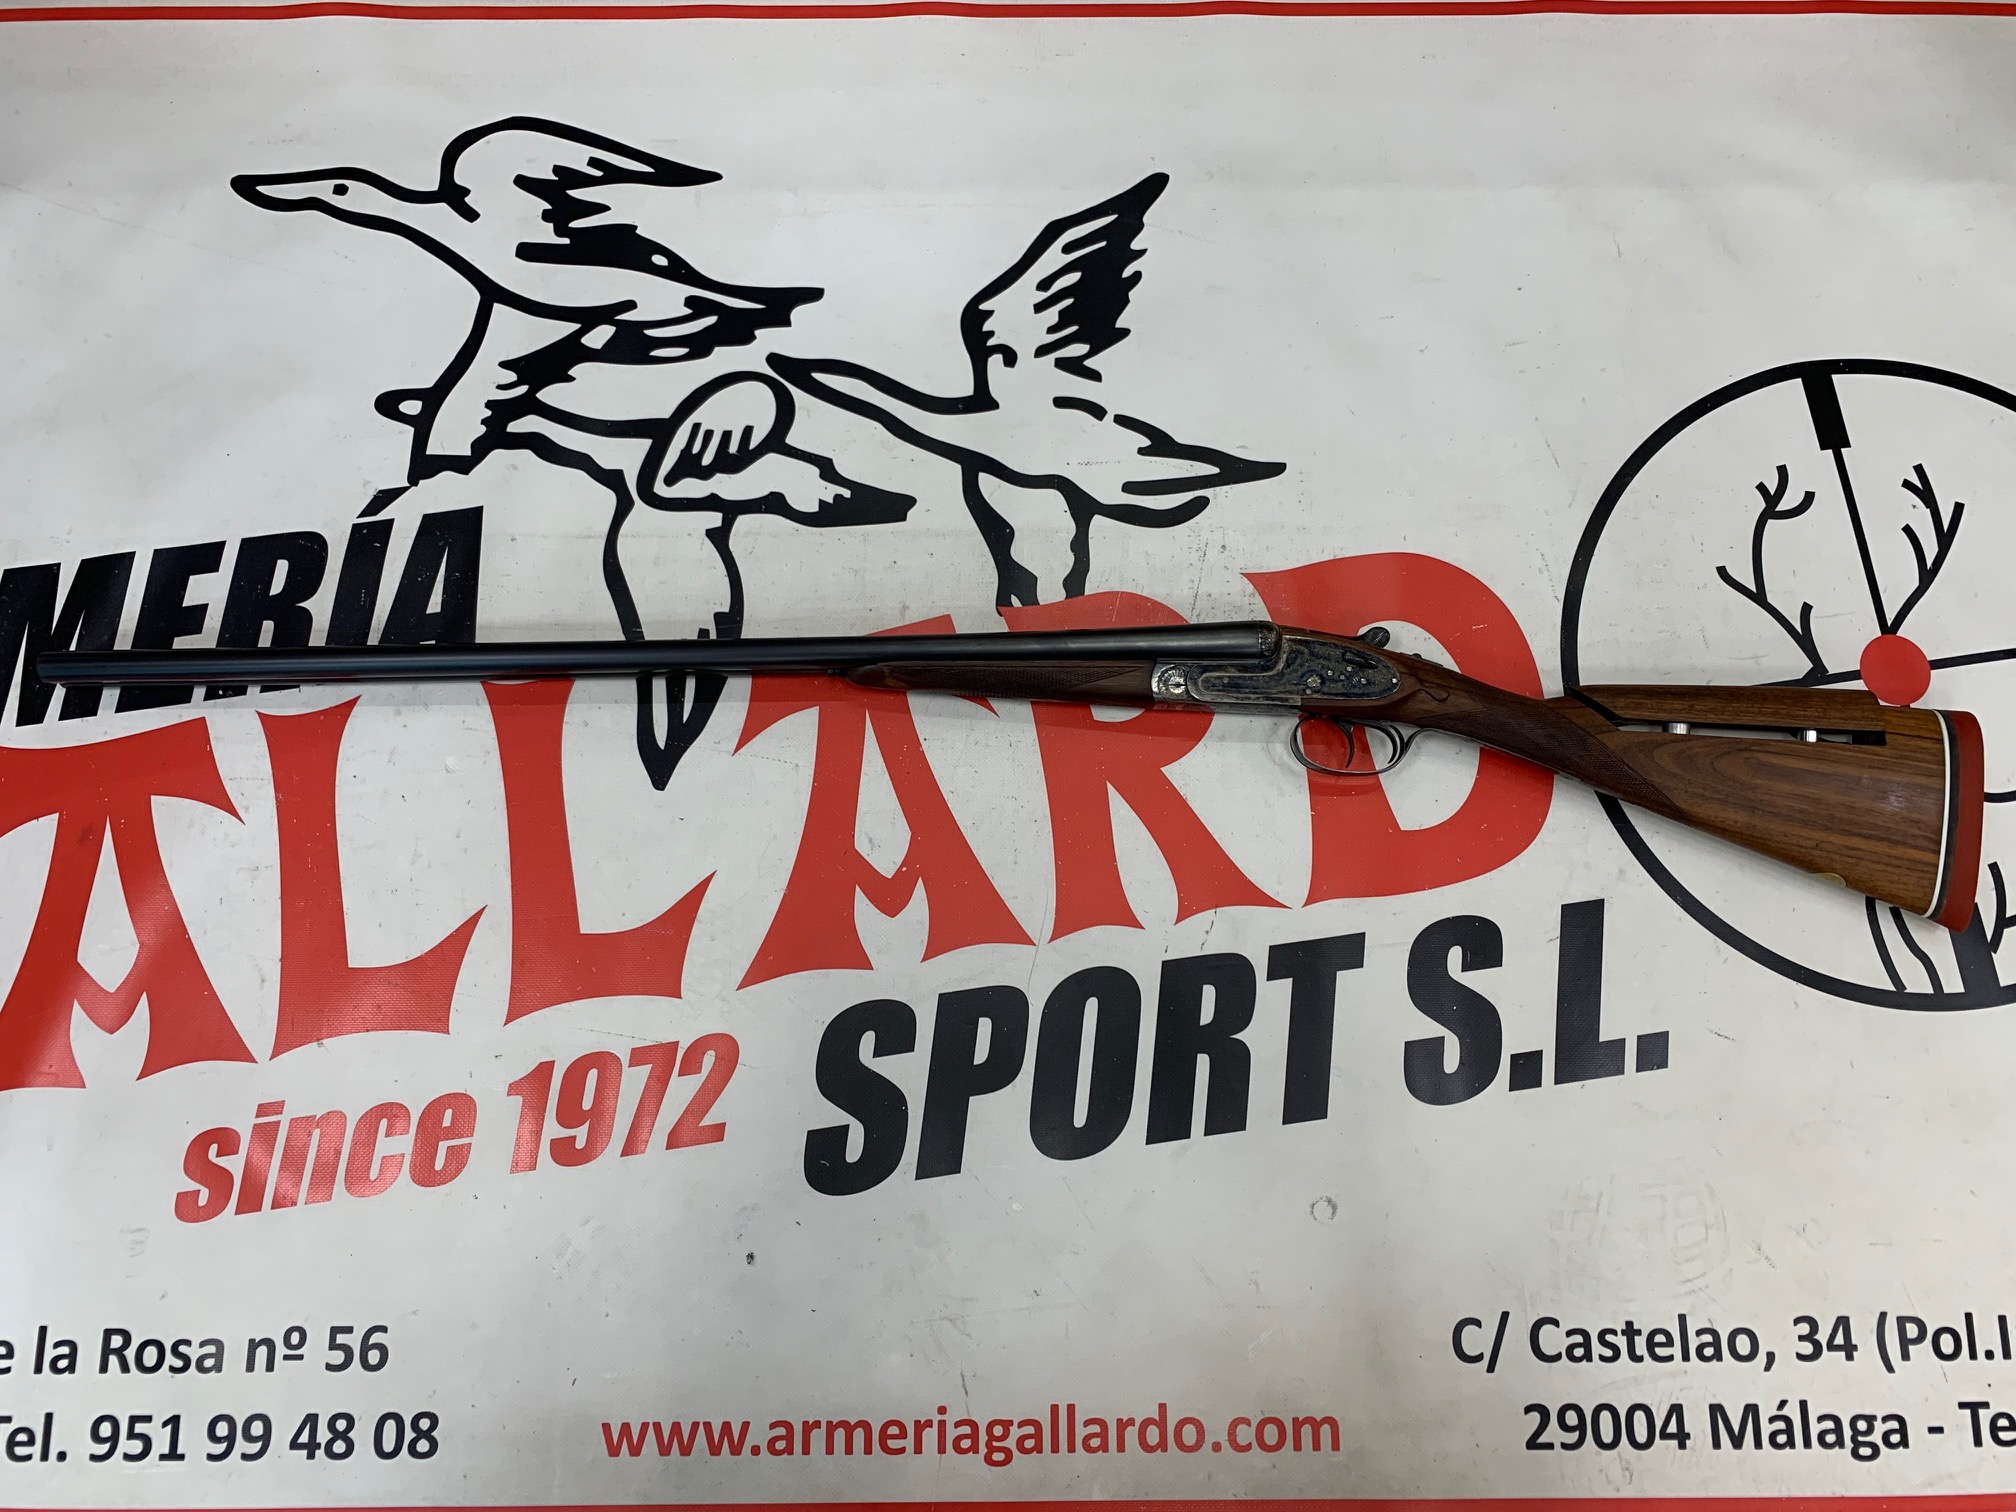 MERÍA
ALLARDO
since 1972 SPORT S.L.
e la Rosa nº 56
Tel. 951 99 48 08
www.armeriagallardo.com
C/ Castelao, 34 (Pol.I
29004 Málaga - Te